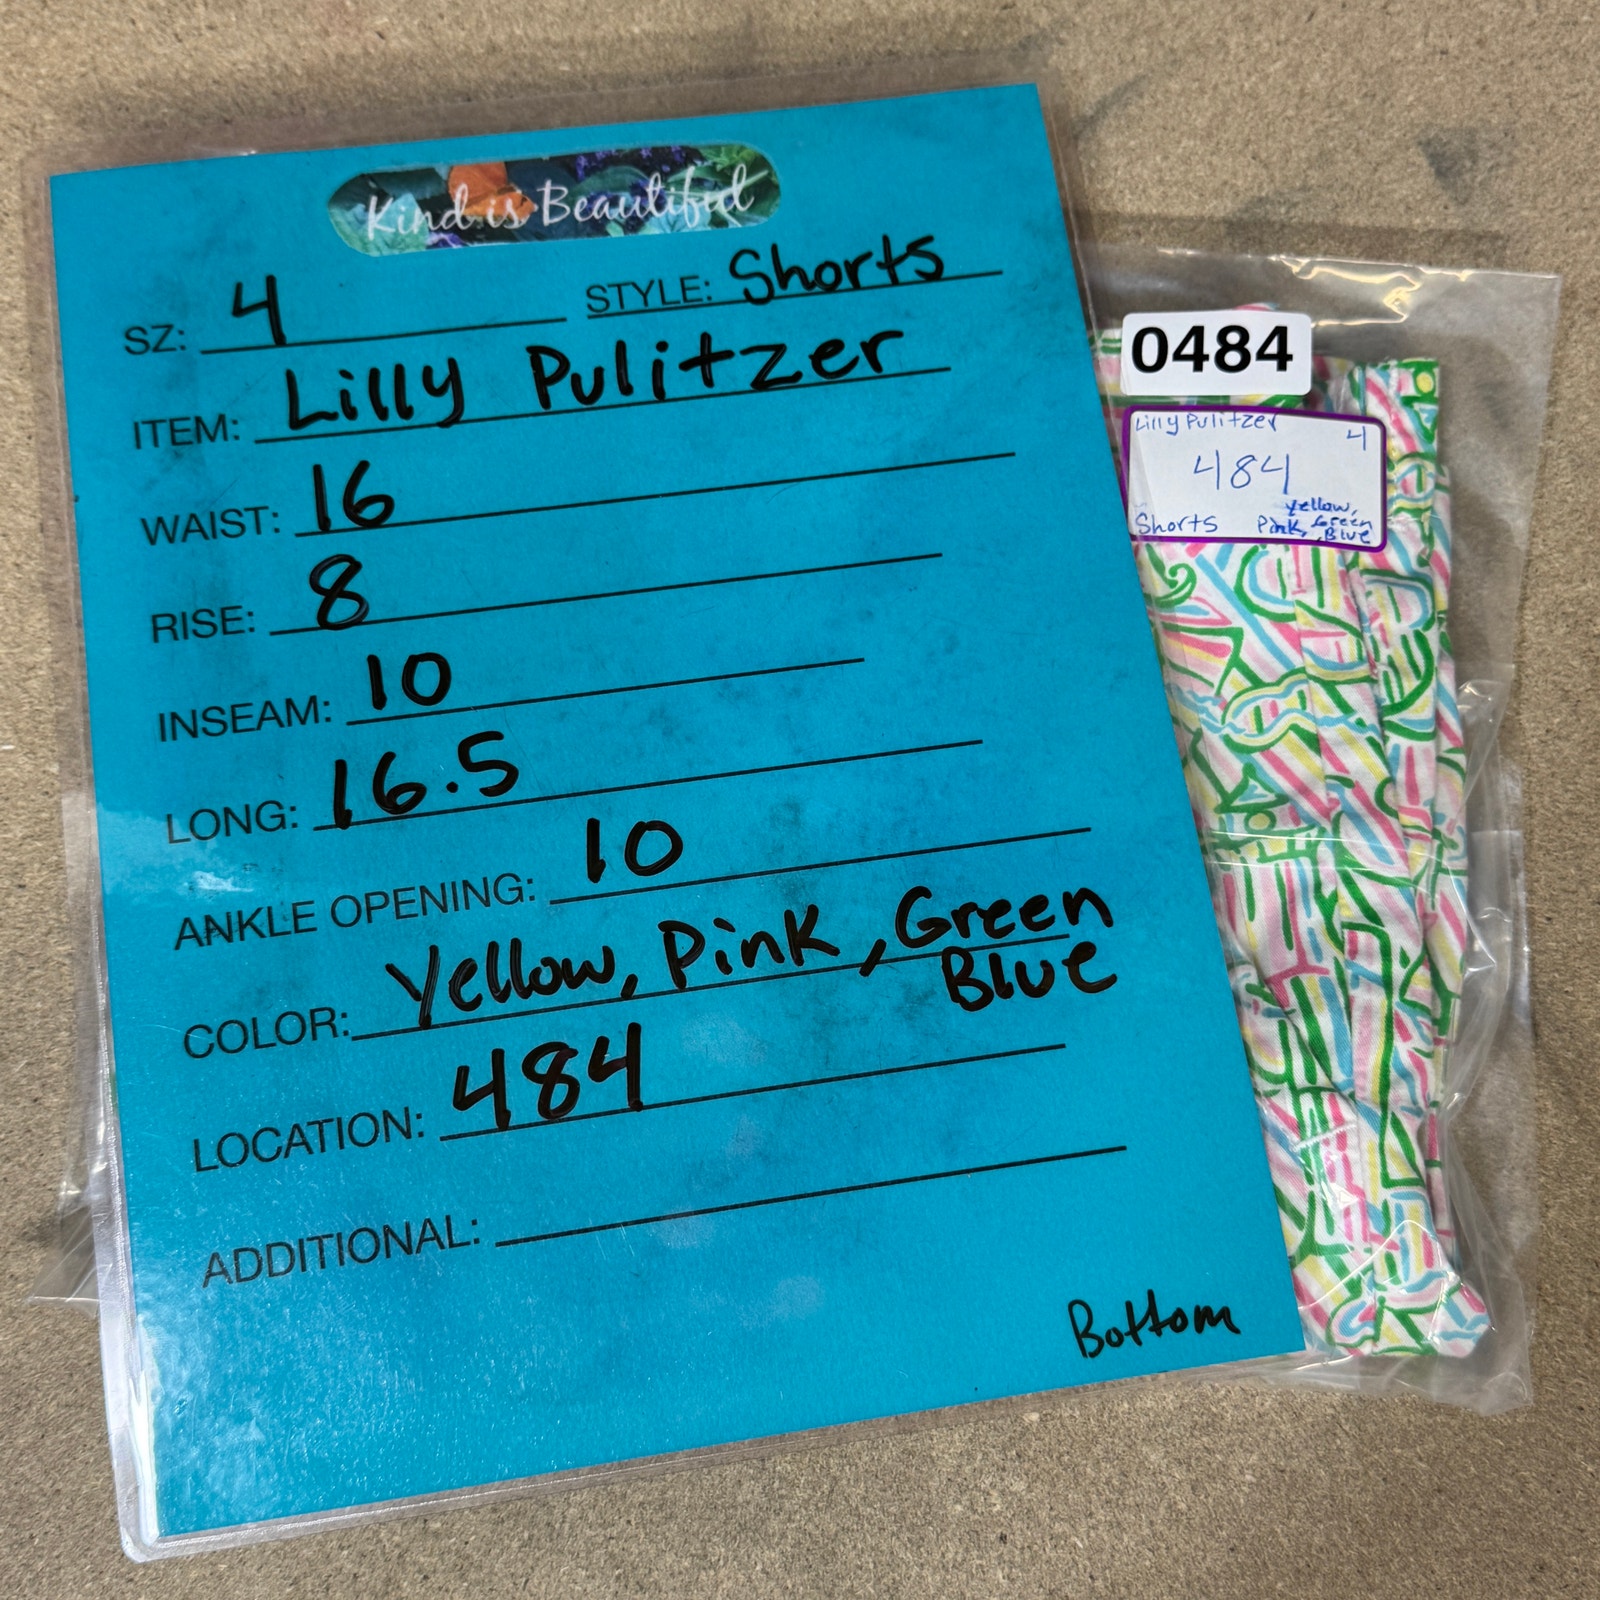 Kind is Beautiful
SZ: 4 STYLE: Shorts
ITEM: Lilly Pulitzer
WAIST: 16
RISE: 8
INSEAM: 10
LONG: 16.5
ANKLE OPENING: 10
COLOR: Yellow, Pink, Green
Blue
LOCATION: 484
ADDITIONAL:
Bottom
0484
Lilly Pulitzer 4
484
Yellow,
Shorts Pink, Green
, Blue